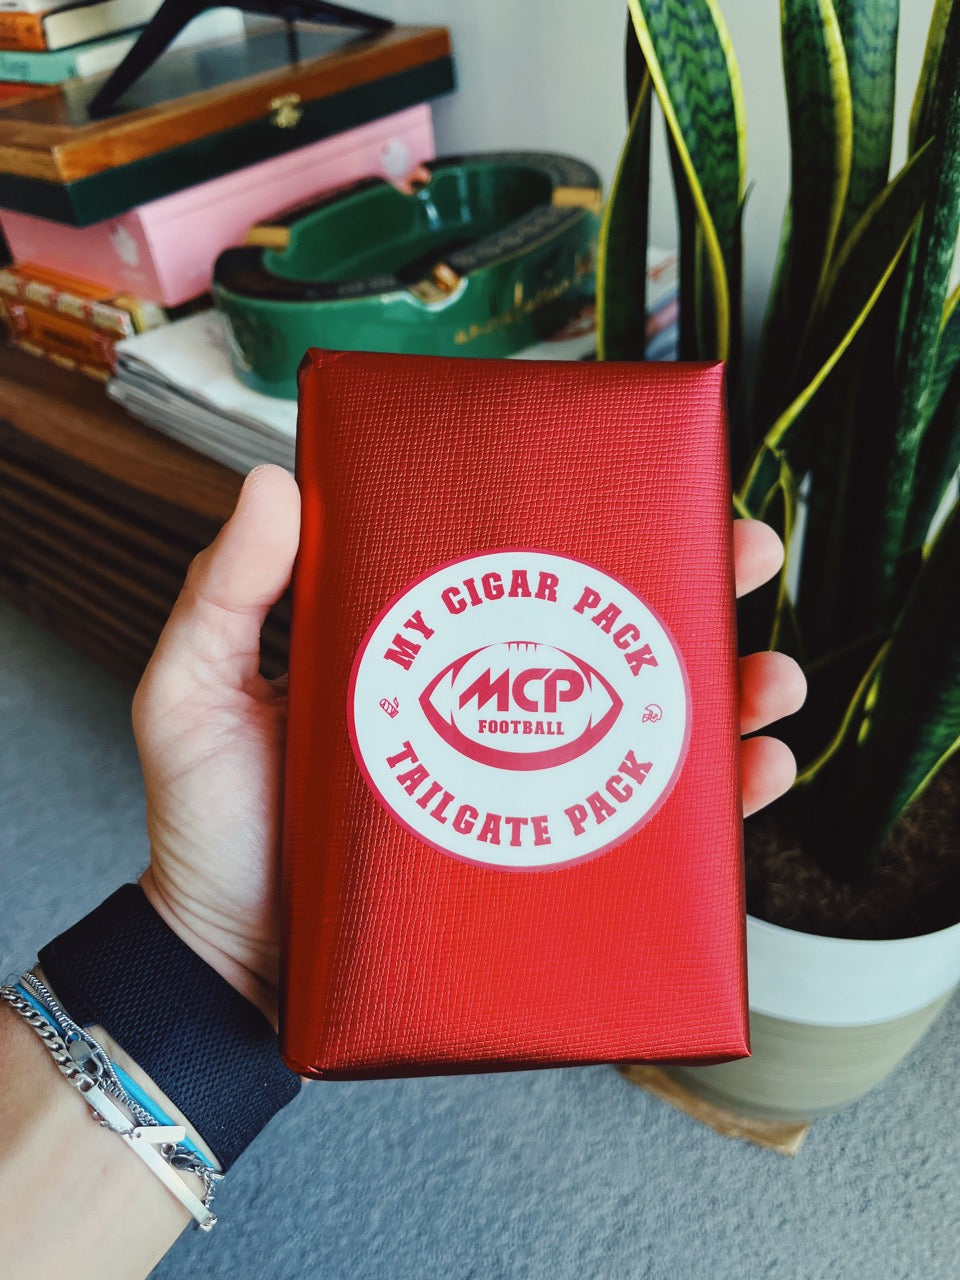 MY CIGAR PACK
MCP
FOOTBALL
TAILGATE PACK